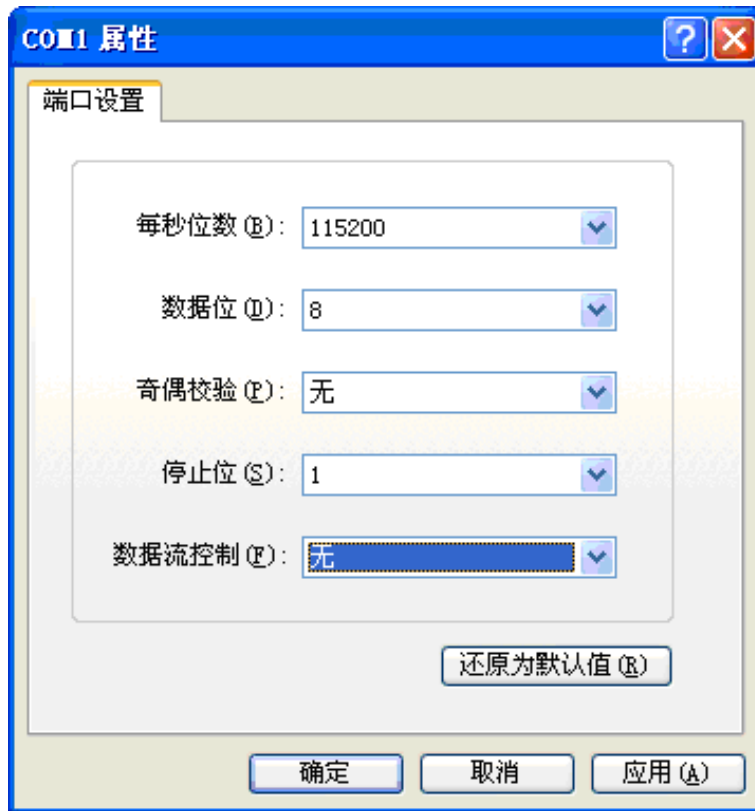 COM1 属性
端口设置
每秒位数(B): 115200
数据位(D): 8
奇偶校验(P): 无
停止位(S): 1
数据流控制(F): 无
还原为默认值(R)
确定 取消 应用(A)